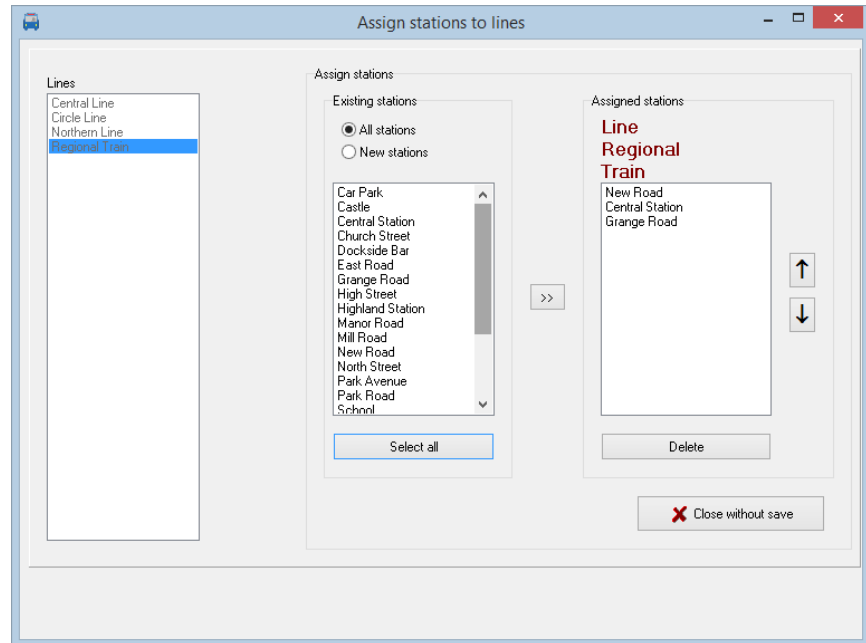 Assign stations to lines
Lines
Central Line
Circle Line
Northern Line
Regional Train
Assign stations
Existing stations
All stations
New stations
Car Park
Castle
Central Station
Church Street
Dockside Bar
East Road
Grange Road
High Street
Highland Station
Manor Road
Mill Road
New Road
North Street
Park Avenue
Park Road
School
Select all
>>
Assigned stations
Line
Regional
Train
New Road
Central Station
Grange Road
↑
↓
Delete
Close without save